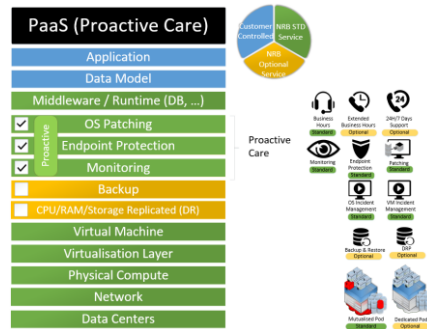 PaaS (Proactive Care)
Application
Data Model
Middleware / Runtime (DB, ...)
Proactive
OS Patching
Endpoint Protection
Monitoring
Backup
CPU/RAM/Storage Replicated (DR)
Virtual Machine
Virtualisation Layer
Physical Compute
Network
Data Centers
Customer
Controlled
NRB STD
Service
NRB
Optional
Service
Proactive
Care
Business
Hours
Standard
Extended
Business Hours
Optional
24
24H/7 Days
Support
Optional
Monitoring
Standard
Endpoint
Protection
Standard
Patching
Standard
OS Incident
Management
Standard
VM Incident
Management
Standard
Backup & Restore
Optional
DRP
Optional
Mutualized Pod
Standard
Dedicated Pod
Optional